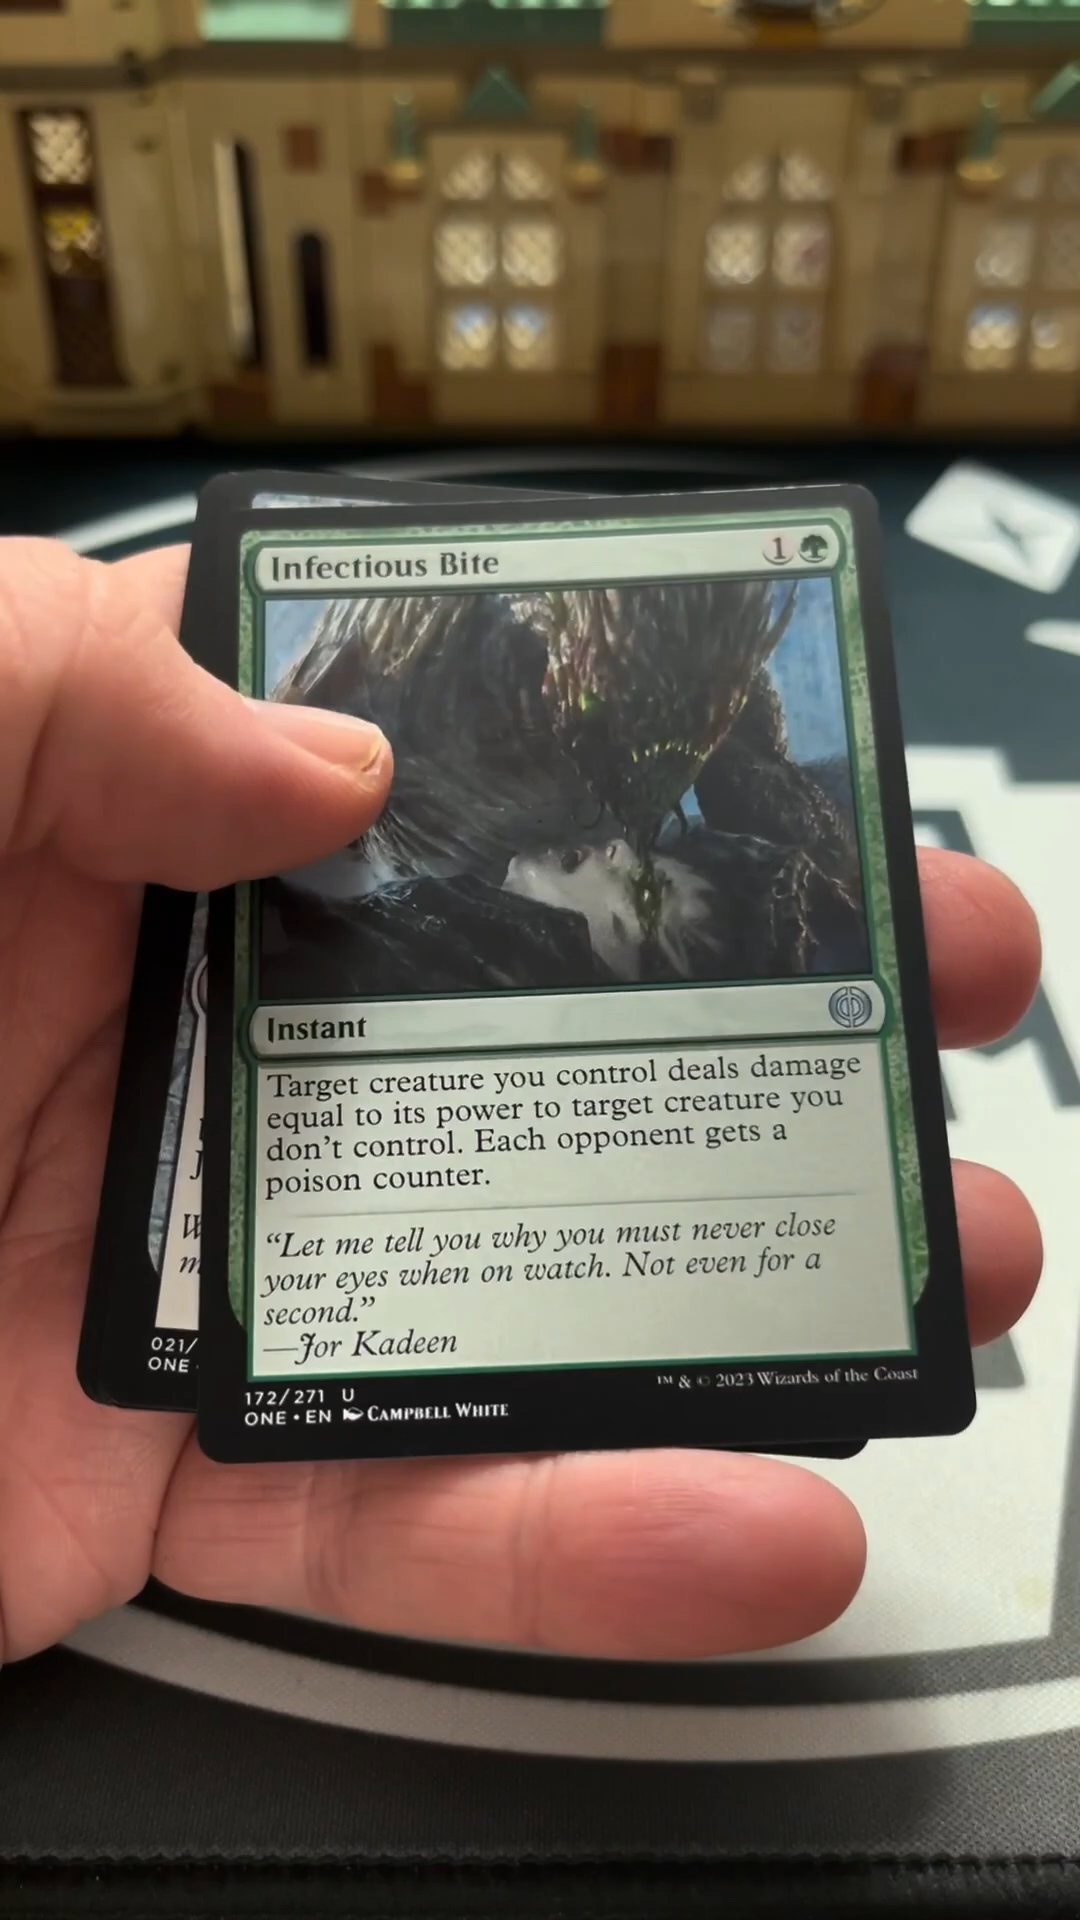 Infectious Bite 1
Instant
Target creature you control deals damage
equal to its power to target creature you
don't control. Each opponent gets a
poison counter.
"Let me tell you why you must never close
your eyes when on watch. Not even for a
second."
—Jor Kadeen
172/271 U
ONE • EN CAMPBELL WHITE
™ & © 2023 Wizards of the Coast
021/
ONE